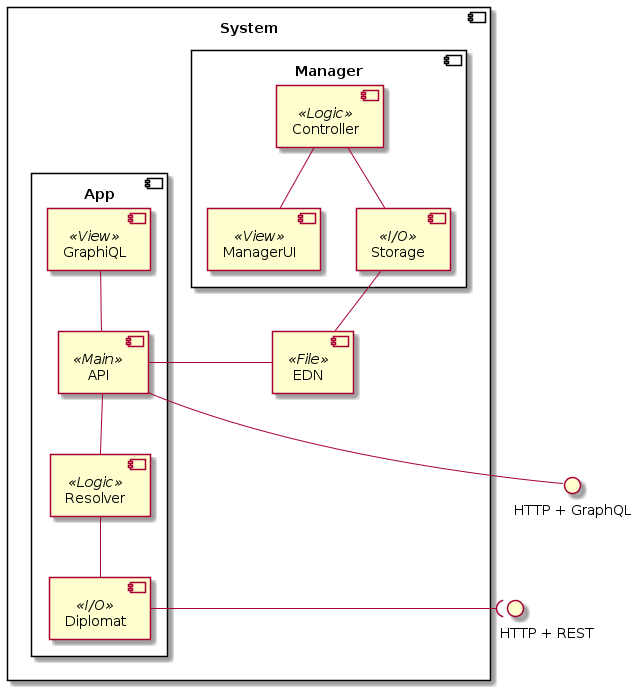 System
Manager
«Logic»
Controller
App
«View»
GraphiQL
«View»
ManagerUI
«I/O»
Storage
«Main»
API
«File»
EDN
«Logic»
Resolver
HTTP + GraphQL
«I/O»
Diplomat
HTTP + REST